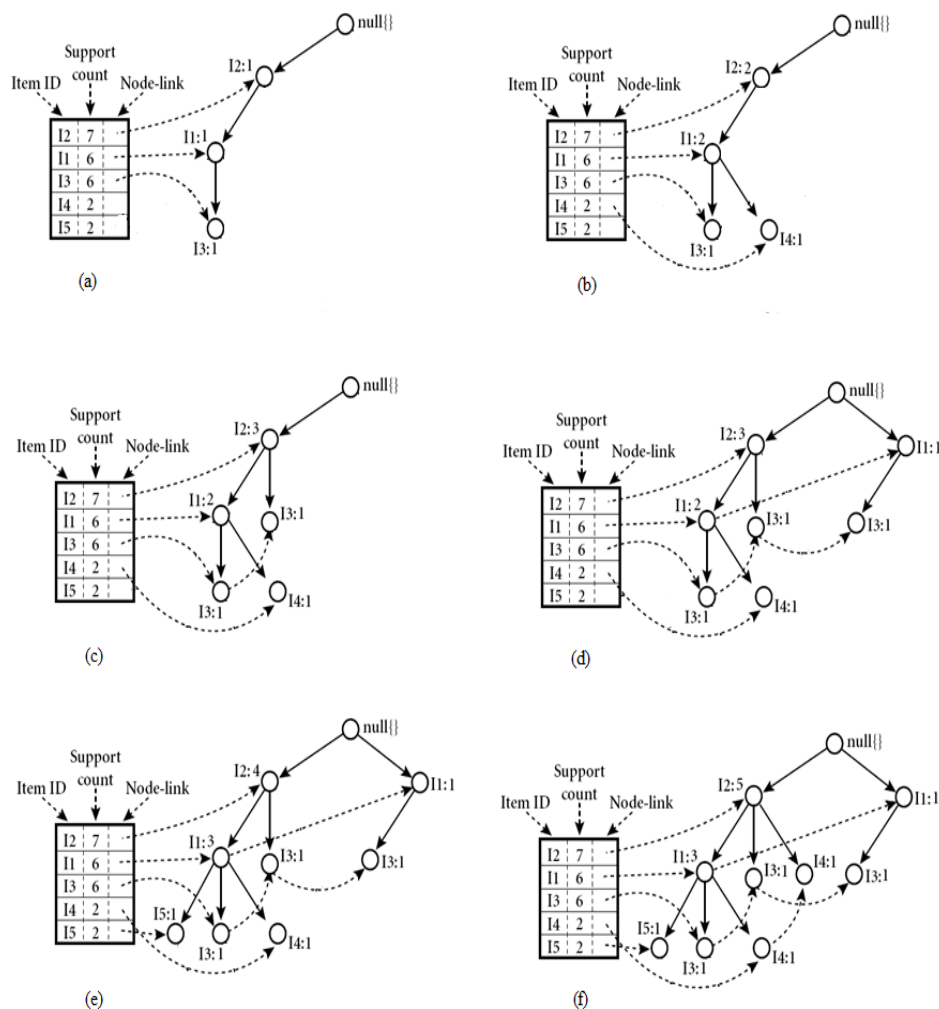 null{}
Support
count
I2:1
Item ID
Node-link
I2 7
I1 6
I3 6
I4 2
I5 2
I1:1
I3:1
(a)
null{}
Support
count
I2:2
Item ID
Node-link
I2 7
I1 6
I3 6
I4 2
I5 2
I1:2
I3:1
I4:1
(b)
null{}
Support
count
I2:3
Item ID
Node-link
I2 7
I1 6
I3 6
I4 2
I5 2
I1:2
I3:1
I3:1
I4:1
(c)
null{}
Support
count
I2:3
I1:1
Item ID
Node-link
I2 7
I1 6
I3 6
I4 2
I5 2
I1:2
I3:1
I3:1
I3:1
I4:1
(d)
null{}
Support
count
I2:4
I1:1
Item ID
Node-link
I2 7
I1 6
I3 6
I4 2
I5 2
I1:3
I3:1
I3:1
I5:1
I3:1
I4:1
(e)
null{}
Support
count
I2:5
I1:1
Item ID
Node-link
I2 7
I1 6
I3 6
I4 2
I5 2
I1:3
I3:1
I4:1
I3:1
I5:1
I3:1
I4:1
(f)